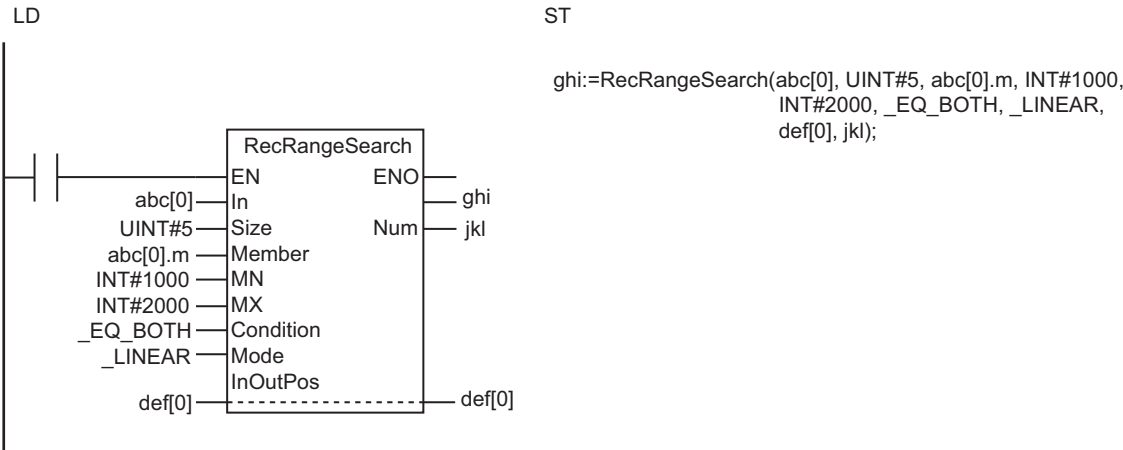 LD ST
ghi:=RecRangeSearch(abc[0], UINT#5, abc[0].m, INT#1000,
INT#2000, _EQ_BOTH, _LINEAR,
def[0], jkl);
RecRangeSearch
EN ENO
abc[0] In ghi
UINT#5 Size Num jkl
abc[0].m Member
INT#1000 MN
INT#2000 MX
_EQ_BOTH Condition
_LINEAR Mode
InOutPos
def[0] def[0]